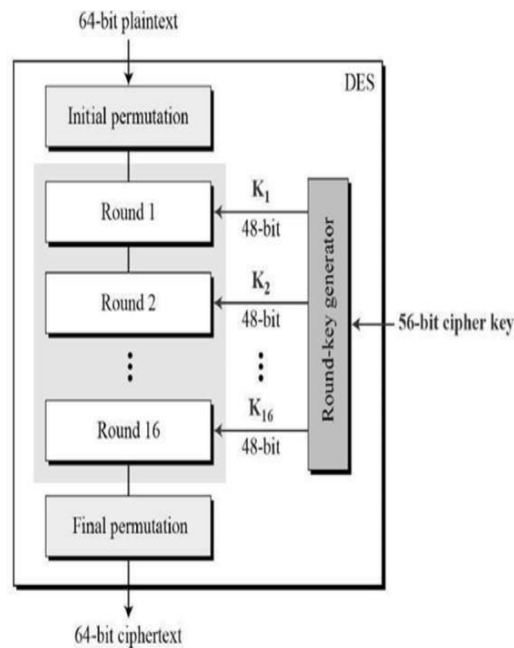 64-bit plaintext
DES
Initial permutation
Round 1
K1
48-bit
Round 2
K2
48-bit
Round-key generator
56-bit cipher key
Round 16
K16
48-bit
Final permutation
64-bit ciphertext